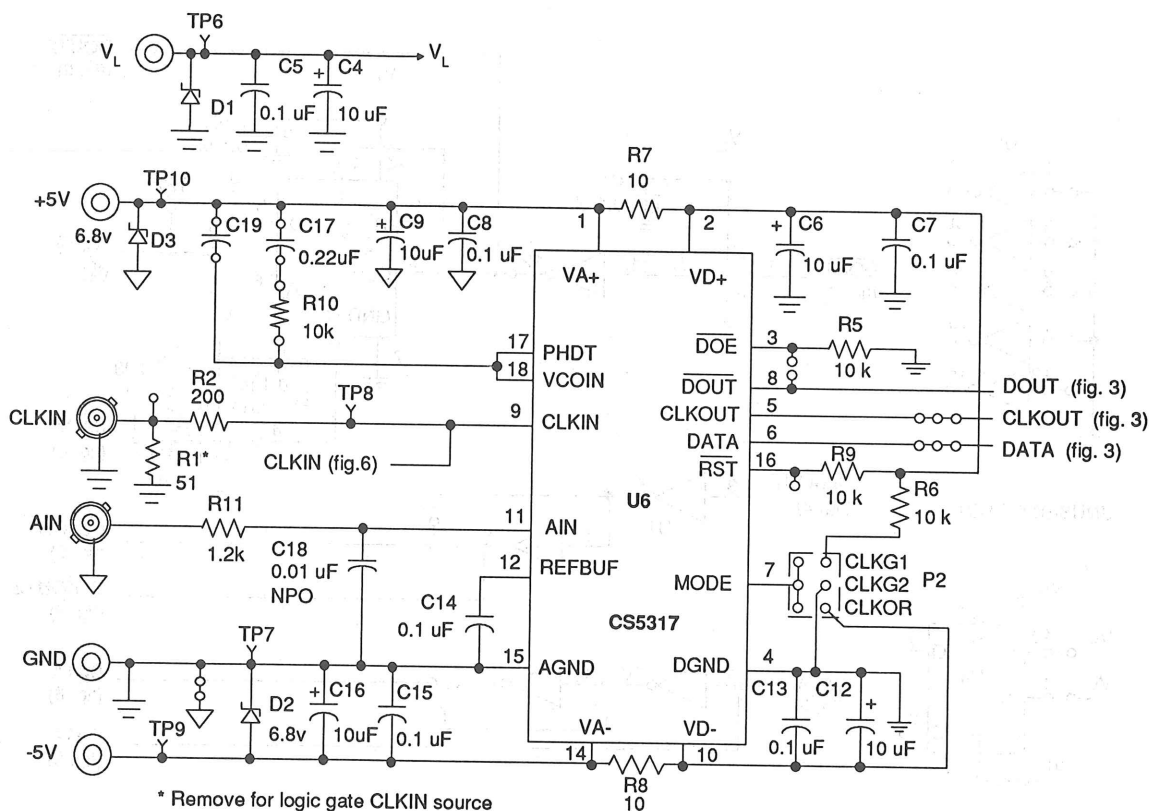 TP6
V_L
V_L
C5
+ C4
D1
0.1 uF
10 uF
R7
10
TP10
+5V
6.8v
D3
C19
C17
0.22uF
+ C9
10uF
C8
0.1 uF
1
2
+ C6
10 uF
C7
0.1 uF
VA+
VD+
R10
10k
17
PHDT
18
VCOIN
DOE
3
R5
10 k
DOUT
8
DOUT (fig. 3)
R2
200
TP8
9
CLKIN
CLKIN
CLKOUT
5
CLKOUT (fig. 3)
DATA
6
DATA (fig. 3)
R1*
51
CLKIN (fig.6)
RST
16
R9
10 k
R6
10 k
U6
AIN
R11
1.2k
11
AIN
C18
0.01 uF
NPO
12
REFBUF
MODE
7
CLKG1
CLKG2
CLKOR
P2
C14
0.1 uF
CS5317
GND
TP7
15
AGND
DGND
4
D2
6.8v
+ C16
10uF
C15
0.1 uF
C13
0.1 uF
C12
+
10 uF
TP9
-5V
VA-
VD-
14
10
R8
10
* Remove for logic gate CLKIN source